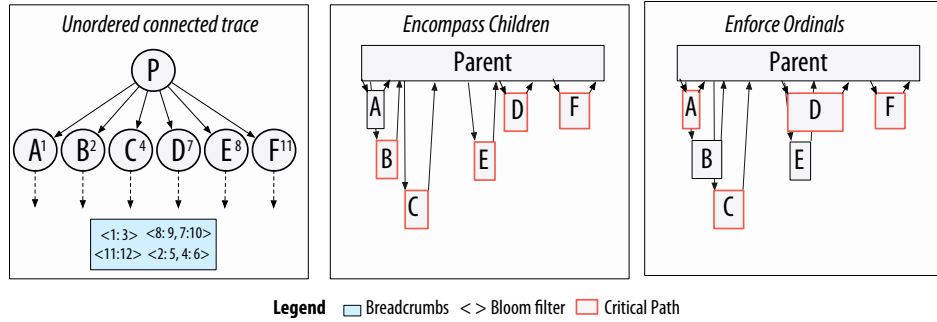 Unordered connected trace
P
A1 B2 C4 D7 E8 F11
<1: 3> <8: 9, 7:10>
<11:12> <2: 5, 4: 6>
Encompass Children
Parent
A
D
F
B
E
C
Enforce Ordinals
Parent
A
D
F
B
E
C
Legend Breadcrumbs < > Bloom filter Critical Path